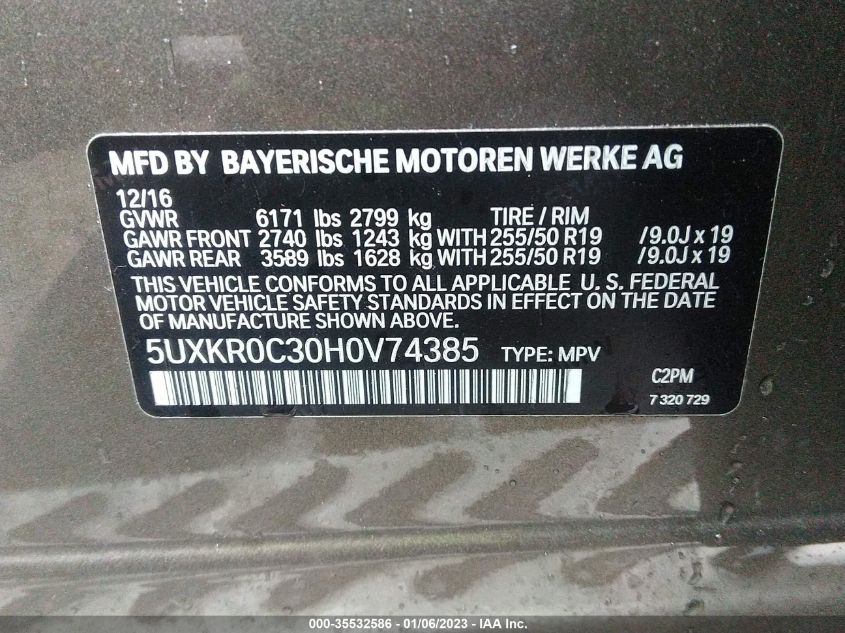 MFD BY BAYERISCHE MOTOREN WERKE AG
12/16
GVWR 6171 lbs 2799 kg TIRE / RIM
GAWR FRONT 2740 lbs 1243 kg WITH 255/50 R19 /9.0J x 19
GAWR REAR 3589 lbs 1628 kg WITH 255/50 R19 /9.0J x 19
THIS VEHICLE CONFORMS TO ALL APPLICABLE U. S. FEDERAL
MOTOR VEHICLE SAFETY STANDARDS IN EFFECT ON THE DATE
OF MANUFACTURE SHOWN ABOVE.
5UXKR0C30H0V74385 TYPE: MPV
C2PM
7 320 729
000-35532586 - 01/06/2023 - © IAA Inc.